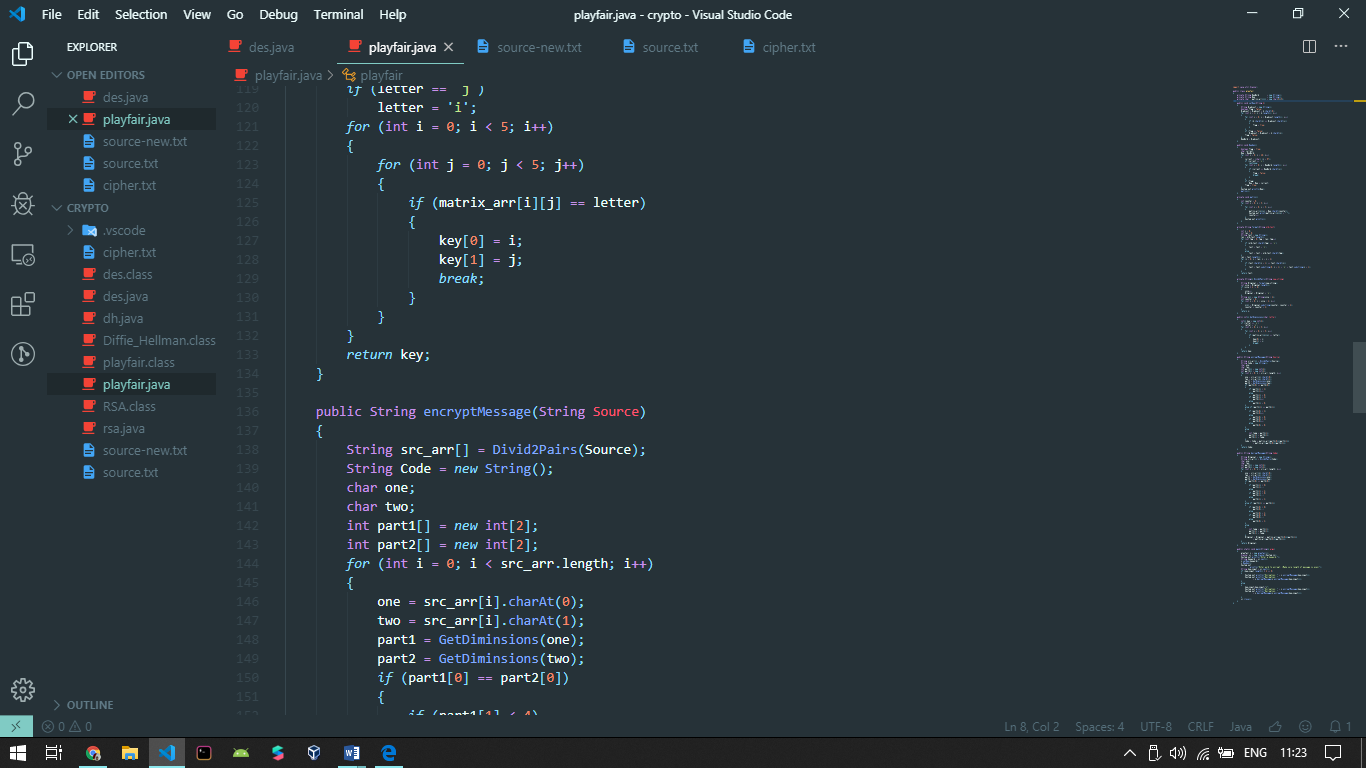 File Edit Selection View Go Debug Terminal Help
playfair.java - crypto - Visual Studio Code
EXPLORER
OPEN EDITORS
des.java
playfair.java
source-new.txt
source.txt
cipher.txt
CRYPTO
.vscode
cipher.txt
des.class
des.java
dh.java
Diffie_Hellman.class
playfair.class
playfair.java
RSA.class
rsa.java
source-new.txt
source.txt
OUTLINE
des.java playfair.java source-new.txt source.txt cipher.txt
playfair.java > playfair
119 if (letter == 'j')
120 letter = 'i';
121 for (int i = 0; i < 5; i++)
122 {
123 for (int j = 0; j < 5; j++)
124 {
125 if (matrix_arr[i][j] == letter)
126 {
127 key[0] = i;
128 key[1] = j;
129 break;
130 }
131 }
132 }
133 return key;
134 }
135
136 public String encryptMessage(String Source)
137 {
138 String src_arr[] = Divid2Pairs(Source);
139 String Code = new String();
140 char one;
141 char two;
142 int part1[] = new int[2];
143 int part2[] = new int[2];
144 for (int i = 0; i < src_arr.length; i++)
145 {
146 one = src_arr[i].charAt(0);
147 two = src_arr[i].charAt(1);
148 part1 = GetDiminsions(one);
149 part2 = GetDiminsions(two);
150 if (part1[0] == part2[0])
151 {
152 if (part1[1] < 4)
0 0 Ln 8, Col 2 Spaces: 4 UTF-8 CRLF Java 1
ENG 11:23